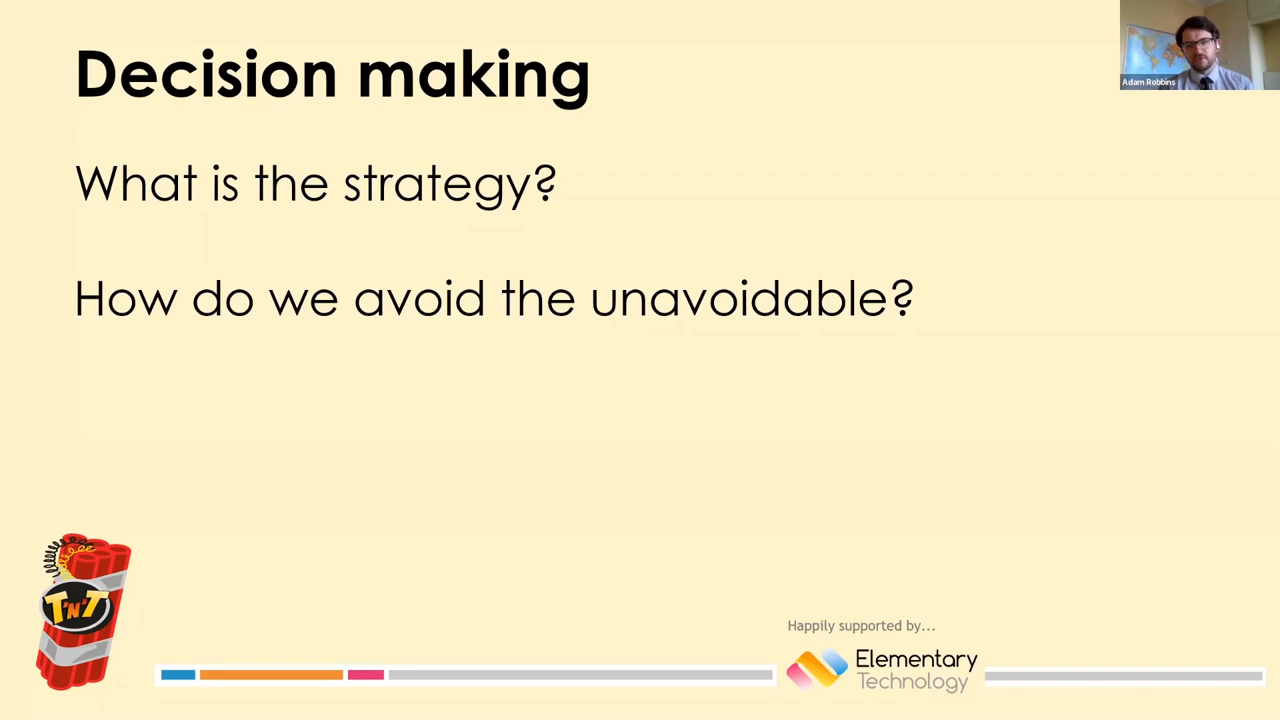 Decision making
Adam Robbins
What is the strategy?
How do we avoid the unavoidable?
T'N'T
Happily supported by...
Elementary
Technology